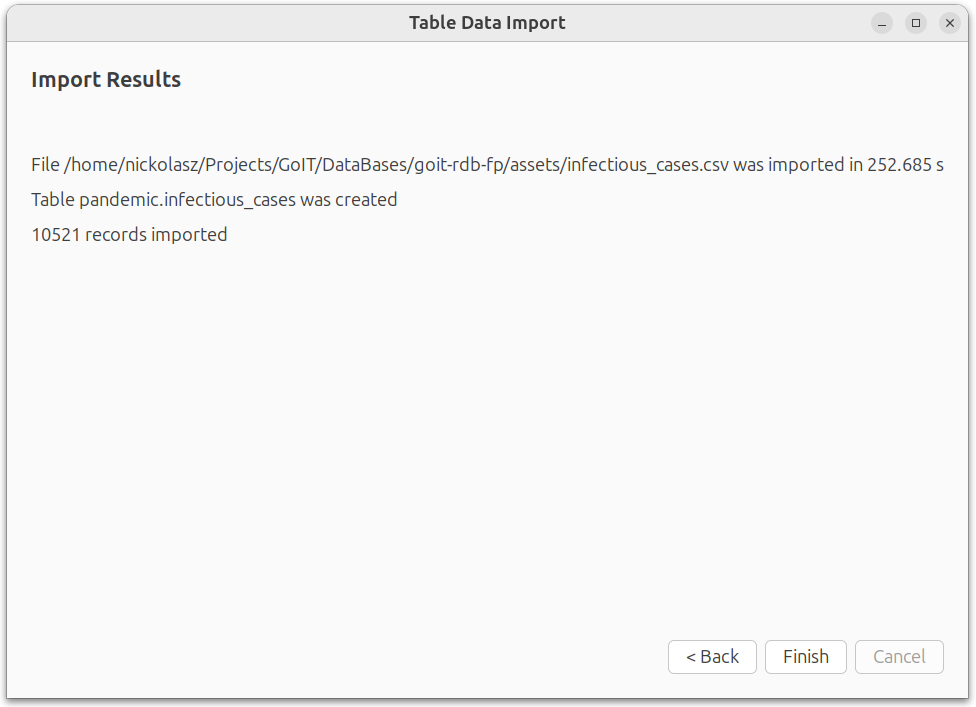 Table Data Import
Import Results
File /home/nickolasz/Projects/GoIT/DataBases/goit-rdb-fp/assets/infectious_cases.csv was imported in 252.685 s
Table pandemic.infectious_cases was created
10521 records imported
< Back
Finish
Cancel